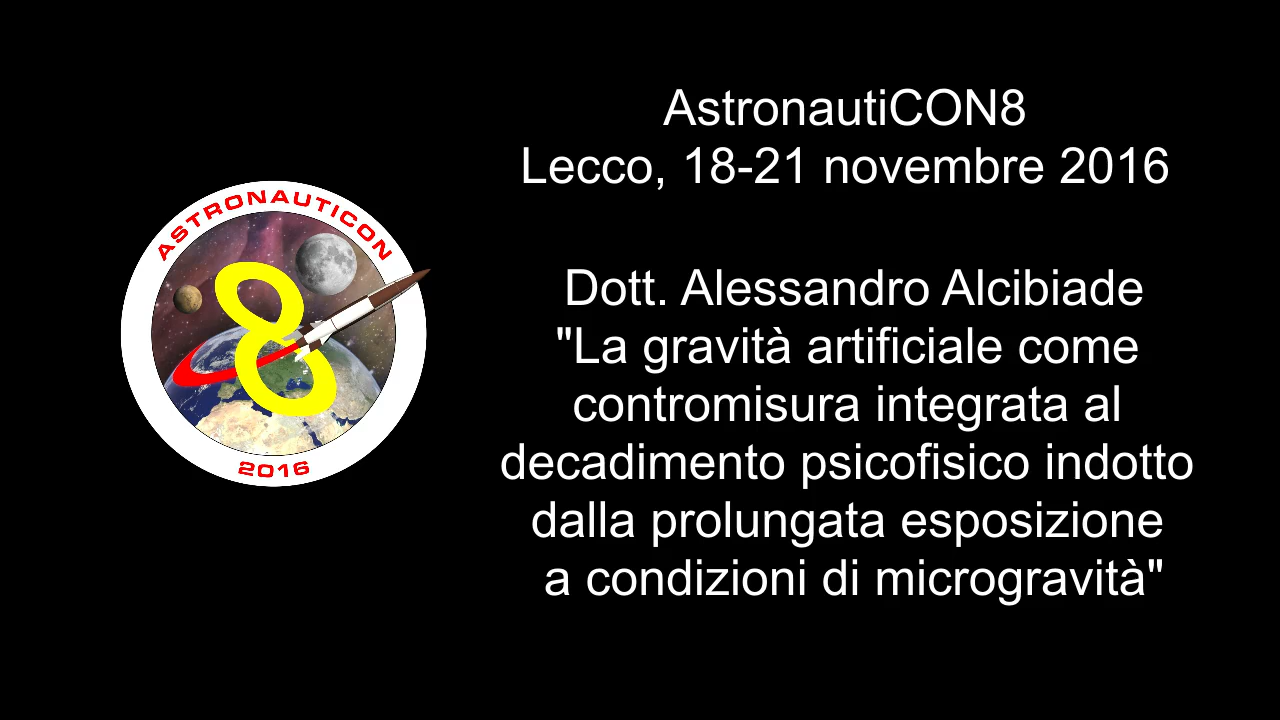 AstronautiCON8
Lecco, 18-21 novembre 2016
ASTRONAUTICON
8
2016
Dott. Alessandro Alcibiade
"La gravità artificiale come
contromisura integrata al
decadimento psicofisico indotto
dalla prolungata esposizione
a condizioni di microgravità"